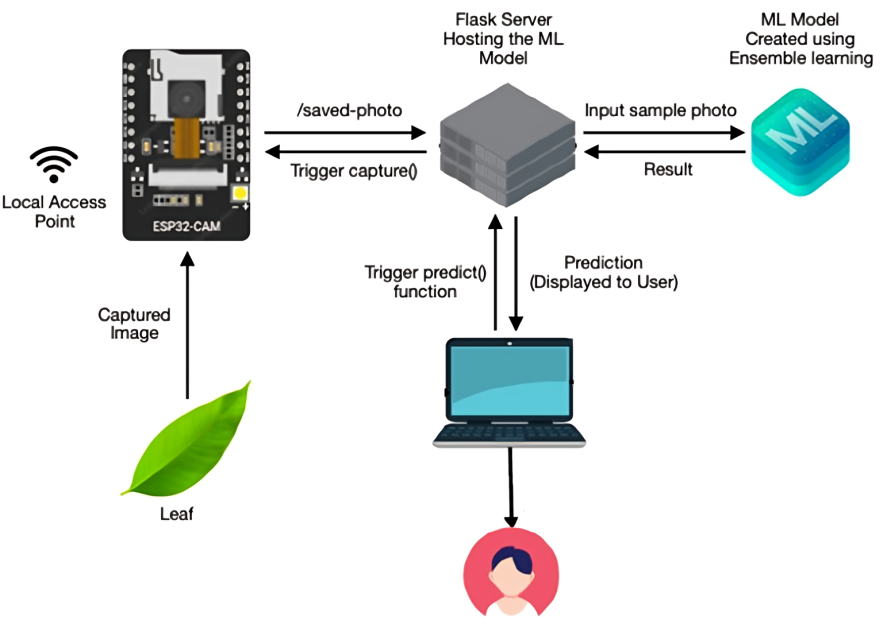 Flask Server
Hosting the ML
Model
ML Model
Created using
Ensemble learning
/saved-photo
Trigger capture()
Input sample photo
Result
ML
Local Access
Point
ESP32-CAM
Trigger predict()
function
Prediction
(Displayed to User)
Captured
Image
Leaf